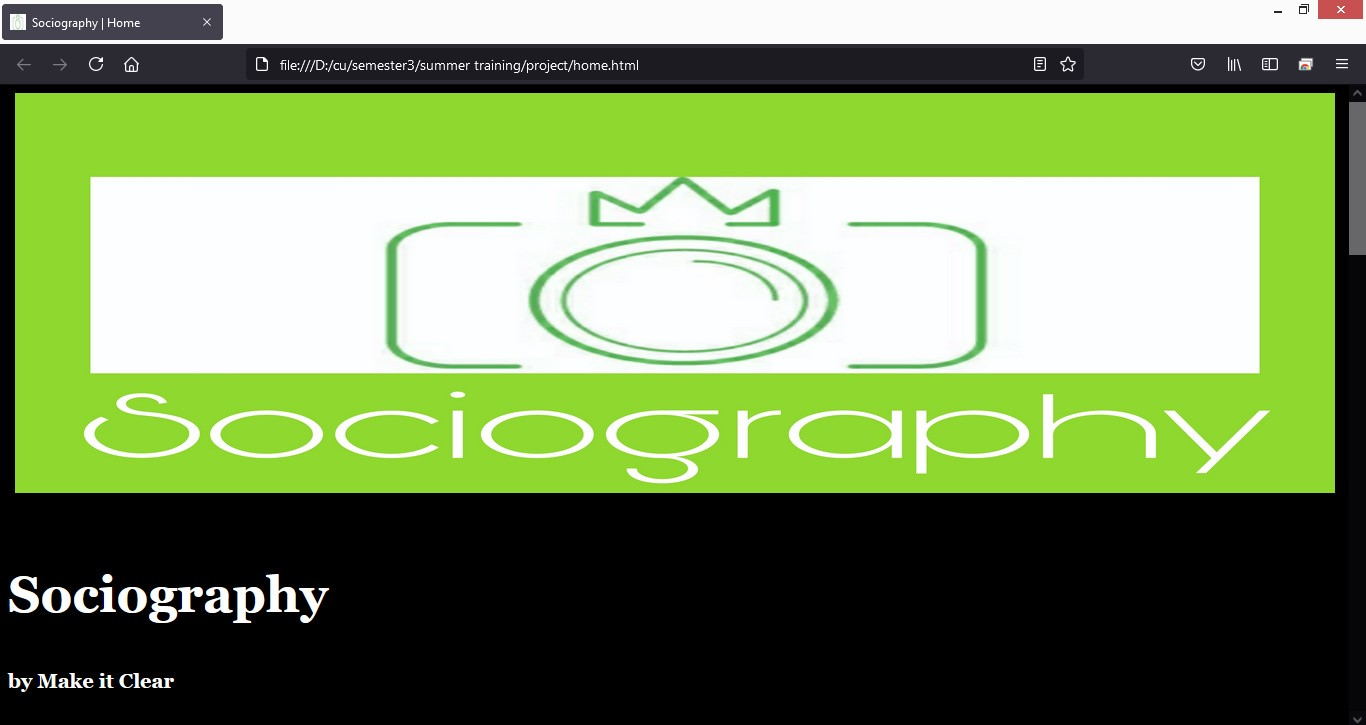 Sociography | Home
file:///D:/cu/semester3/summer training/project/home.html
Sociography
Sociography
by Make it Clear